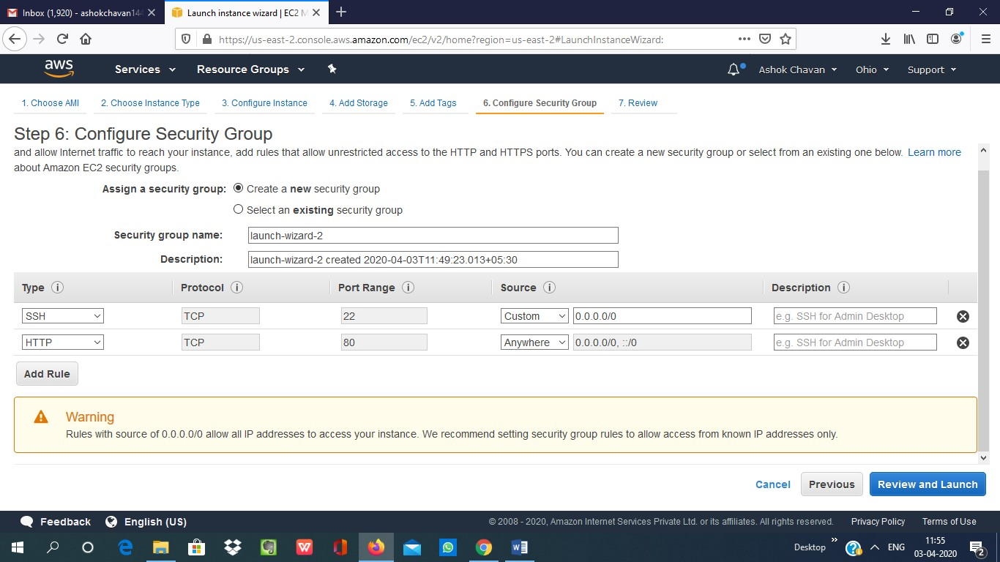 Inbox (1,920) - ashokchavan14
Launch instance wizard | EC2 M
https://us-east-2.console.aws.amazon.com/ec2/v2/home?region=us-east-2#LaunchInstanceWizard:
aws Services Resource Groups Ashok Chavan Ohio Support
1. Choose AMI 2. Choose Instance Type 3. Configure Instance 4. Add Storage 5. Add Tags 6. Configure Security Group 7. Review
Step 6: Configure Security Group
and allow Internet traffic to reach your instance, add rules that allow unrestricted access to the HTTP and HTTPS ports. You can create a new security group or select from an existing one below. Learn more
about Amazon EC2 security groups.
Assign a security group: Create a new security group
Select an existing security group
Security group name: launch-wizard-2
Description: launch-wizard-2 created 2020-04-03T11:49:23.013+05:30
Type Protocol Port Range Source Description
SSH TCP 22 Custom 0.0.0.0/0 e.g. SSH for Admin Desktop
HTTP TCP 80 Anywhere 0.0.0.0/0, ::/0 e.g. SSH for Admin Desktop
Add Rule
Warning
Rules with source of 0.0.0.0/0 allow all IP addresses to access your instance. We recommend setting security group rules to allow access from known IP addresses only.
Cancel Previous Review and Launch
Feedback English (US) © 2008 - 2020, Amazon Internet Services Private Ltd. or its affiliates. All rights reserved. Privacy Policy Terms of Use
Desktop ENG 11:55
03-04-2020 2